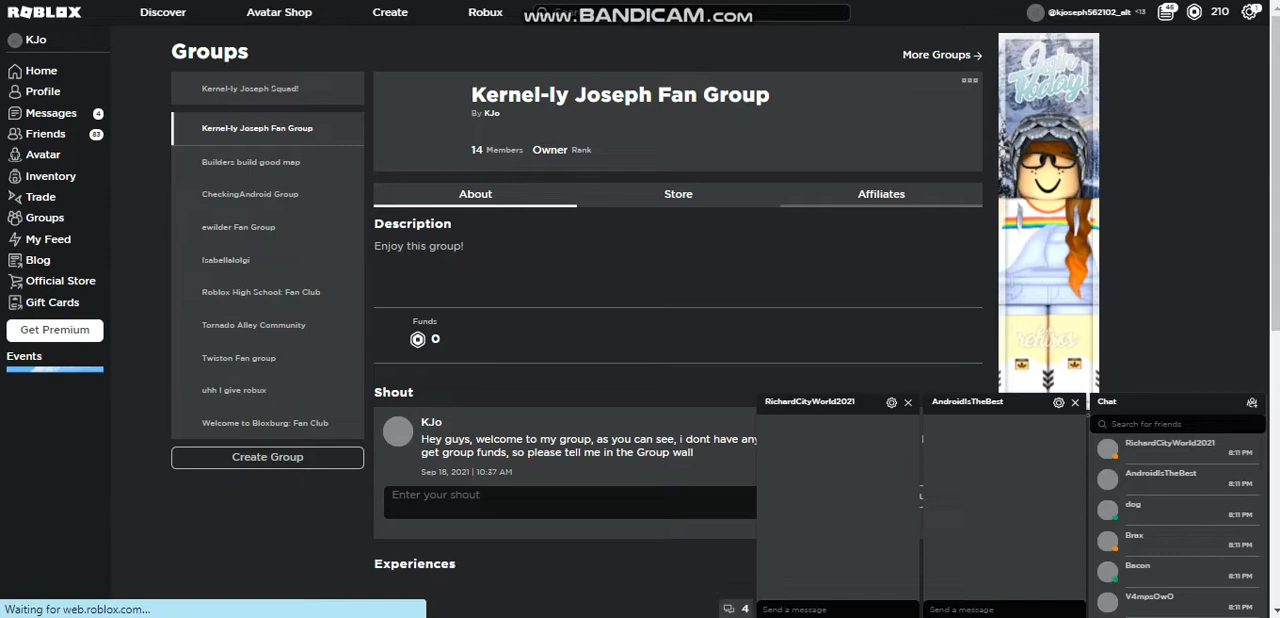 ROBLOX
Discover
Avatar Shop
Create
Robux
www.BANDICAM.com
@kjoseph562102_alt <13
46
210
1
KJo
Home
Profile
Messages 4
Friends 83
Avatar
Inventory
Trade
Groups
My Feed
Blog
Official Store
Gift Cards
Get Premium
Events
Groups
More Groups
Kernel-ly Joseph Squad!
Kernel-ly Joseph Fan Group
Builders build good map
CheckingAndroid Group
ewilder Fan Group
Isabellalolgi
Roblox High School: Fan Club
Tornado Alley Community
Twiston Fan group
uhh I give robux
Welcome to Bloxburg: Fan Club
Create Group
Kernel-ly Joseph Fan Group
By KJo
14 Members Owner Rank
About
Store
Affiliates
Description
Enjoy this group!
Funds
0
Shout
KJo
Hey guys, welcome to my group, as you can see, i dont have any
get group funds, so please tell me in the Group wall
Sep 18, 2021 | 10:37 AM
Enter your shout
Experiences
Join
Today!
RichardCityWorld2021
Send a message
AndroidIsTheBest
Send a message
Chat
Search for friends
RichardCityWorld2021
8:11 PM
AndroidIsTheBest
8:11 PM
dog
8:11 PM
Brax
8:11 PM
Bacon
8:11 PM
V4mpsOwO
8:11 PM
4
Waiting for web.roblox.com...